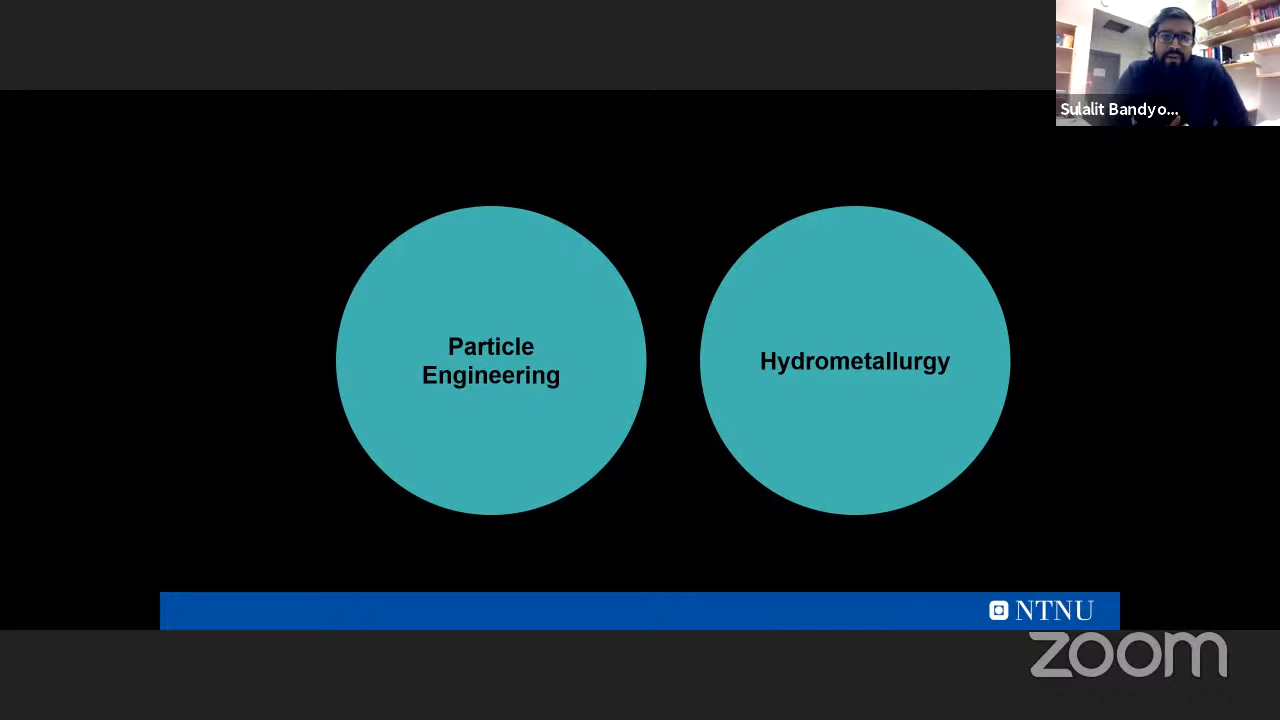 Sulalit Bandyo...
Particle
Engineering
Hydrometallurgy
NTNU
zoom